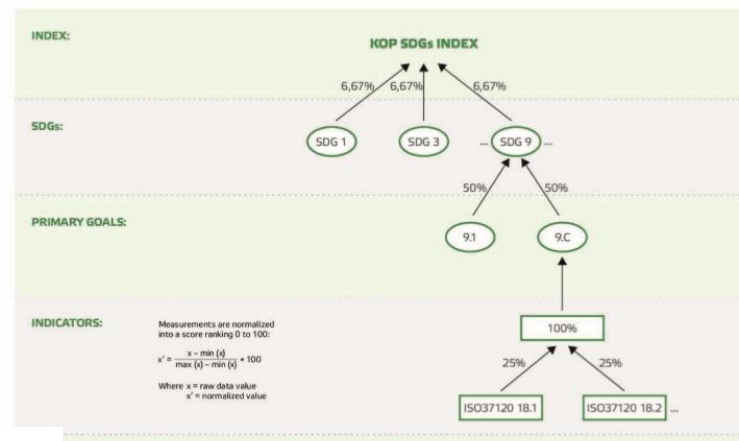 INDEX:
KOP SDGs INDEX
6,67% 6,67% 6,67%
SDGs:
SDG 1 SDG 3 ... SDG 9 ...
50% 50%
PRIMARY GOALS:
9.1 9.C
INDICATORS:
Measurements are normalized
into a score ranking 0 to 100:
100%
x' = x – min (x) / max (x) – min (x) * 100
25% 25%
Where x = raw data value
x' = normalized value
ISO37120 18.1 ISO37120 18.2 ...